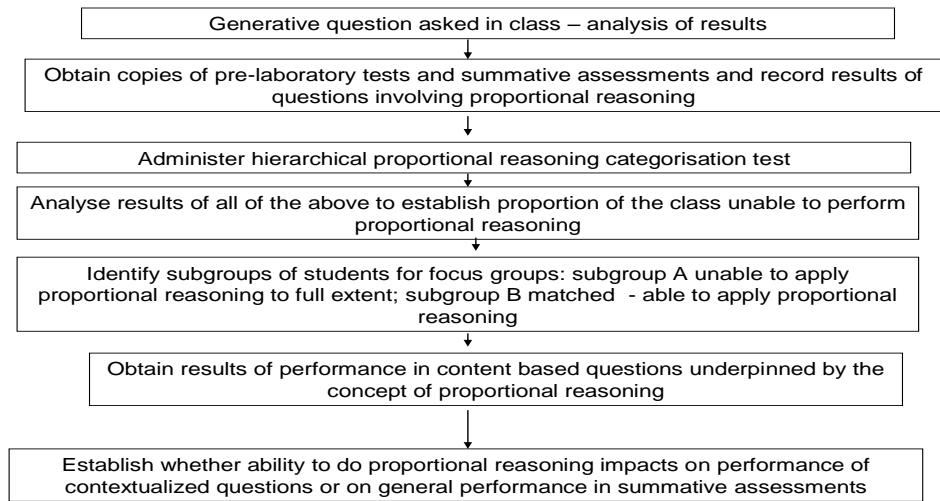 Generative question asked in class – analysis of results
Obtain copies of pre-laboratory tests and summative assessments and record results of
questions involving proportional reasoning
Administer hierarchical proportional reasoning categorisation test
Analyse results of all of the above to establish proportion of the class unable to perform
proportional reasoning
Identify subgroups of students for focus groups: subgroup A unable to apply
proportional reasoning to full extent; subgroup B matched - able to apply proportional
reasoning
Obtain results of performance in content based questions underpinned by the
concept of proportional reasoning
Establish whether ability to do proportional reasoning impacts on performance of
contextualized questions or on general performance in summative assessments